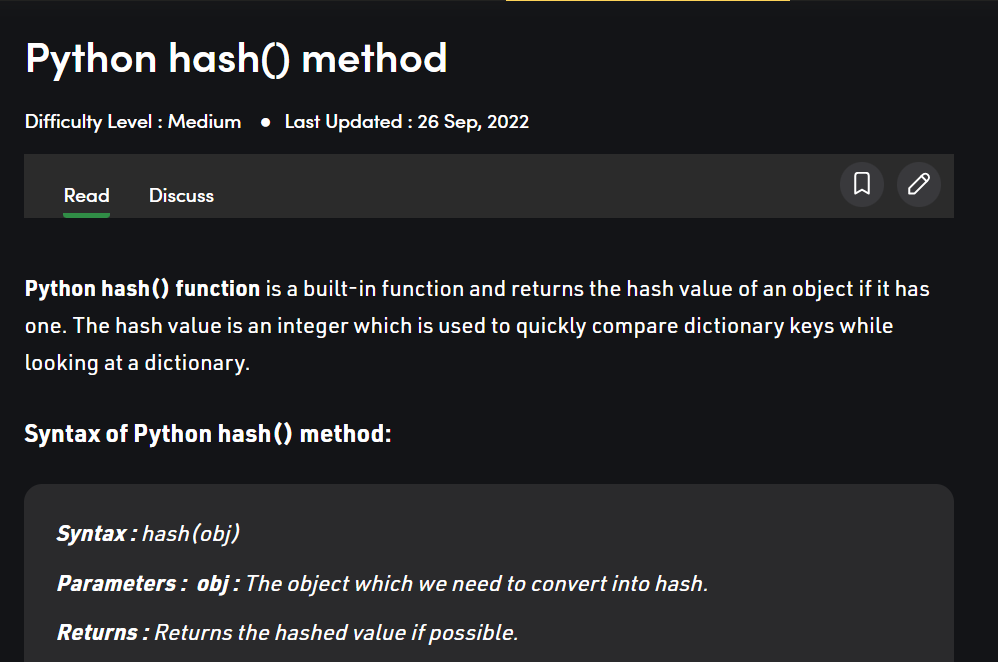 Python hash() method
Difficulty Level : Medium ● Last Updated : 26 Sep, 2022
Read Discuss
Python hash() function is a built-in function and returns the hash value of an object if it has
one. The hash value is an integer which is used to quickly compare dictionary keys while
looking at a dictionary.
Syntax of Python hash() method:
Syntax : hash(obj)
Parameters : obj : The object which we need to convert into hash.
Returns : Returns the hashed value if possible.